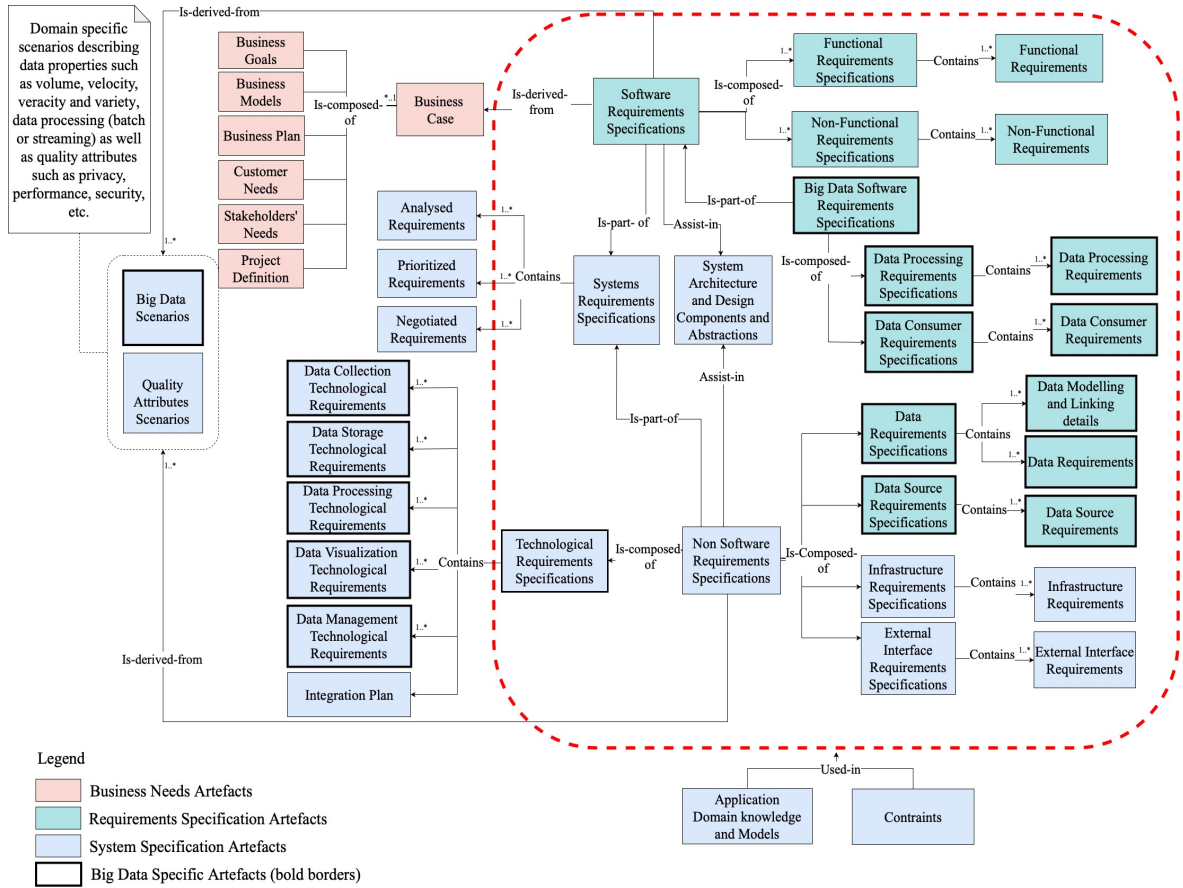 Domain specific
scenarios describing
data properties such
as volume, velocity,
veracity and variety,
data processing (batch
or streaming) as well
as quality attributes
such as privacy,
performance, security,
etc.
Is-derived-from
Business
Goals
Business
Models
Business Plan
Customer
Needs
Stakeholders'
Needs
Project
Definition
Is-composed-
of
*..1
Business
Case
Is-derived-
from
Software
Requirements
Specifications
Is-composed-
of
1..*
Functional
Requirements
Specifications
Contains
1..*
Functional
Requirements
1..*
Non-Functional
Requirements
Specifications
Contains
1..*
Non-Functional
Requirements
Is-part-of
Big Data Software
Requirements
Specifications
Is-composed-
of
Data Processing
Requirements
Specifications
Contains
1..*
Data Processing
Requirements
Data Consumer
Requirements
Specifications
Contains
1..*
Data Consumer
Requirements
Is-part- of
Assist-in
Systems
Requirements
Specifications
System
Architecture
and Design
Components and
Abstractions
Contains
1..*
Analysed
Requirements
1..*
Prioritized
Requirements
1..*
Negotiated
Requirements
1..*
Big Data
Scenarios
Quality
Attributes
Scenarios
1..*
Is-derived-from
Assist-in
Is-part-of
Data Collection
Technological
Requirements
1..*
Data Storage
Technological
Requirements
1..*
Data Processing
Technological
Requirements
1..*
Data Visualization
Technological
Requirements
1..*
Data Management
Technological
Requirements
1..*
Integration Plan
Contains
Technological
Requirements
Specifications
Is-composed-
of
Non Software
Requirements
Specifications
Is-Composed-
of
Data
Requirements
Specifications
Contains
1..*
Data Modelling
and Linking
details
1..*
Data Requirements
Data Source
Requirements
Specifications
Contains
1..*
Data Source
Requirements
Infrastructure
Requirements
Specifications
Contains
1..*
Infrastructure
Requirements
External
Interface
Requirements
Specifications
Contains
1..*
External Interface
Requirements
Used-in
Application
Domain knowledge
and Models
Contraints
Legend
Business Needs Artefacts
Requirements Specification Artefacts
System Specification Artefacts
Big Data Specific Artefacts (bold borders)